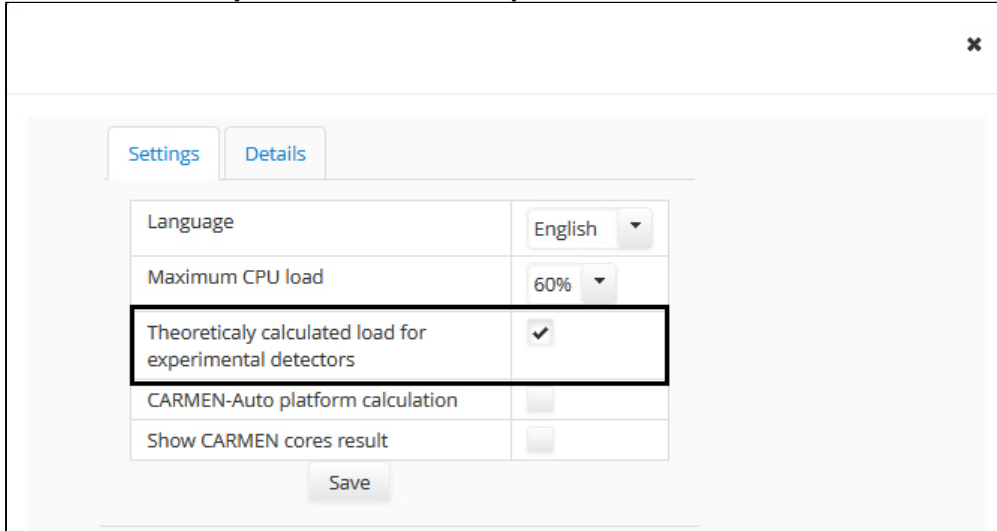 Settings
Details
Language
English
Maximum CPU load
60%
Theoreticaly calculated load for
experimental detectors
CARMEN-Auto platform calculation
Show CARMEN cores result
Save